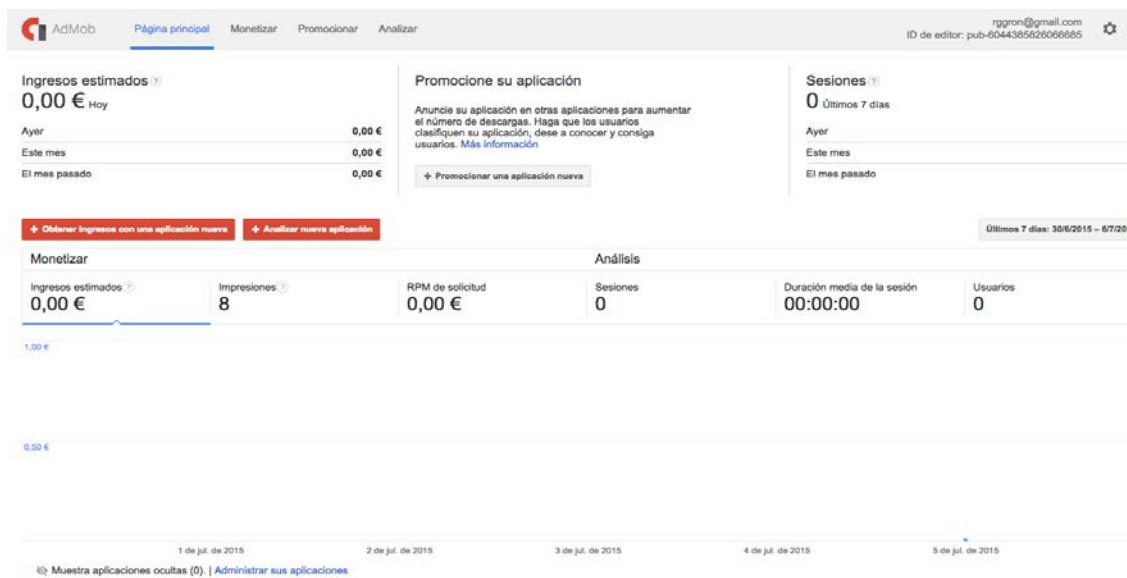 AdMob Página principal Monetizar Promocionar Analizar
rggron@gmail.com
ID de editor: pub-6044385826066685
Ingresos estimados ?
0,00 € Hoy
Ayer 0,00 €
Este mes 0,00 €
El mes pasado 0,00 €
Promocione su aplicación
Anuncie su aplicación en otras aplicaciones para aumentar
el número de descargas. Haga que los usuarios
clasifiquen su aplicación, dese a conocer y consiga
usuarios. Más información
+ Promocionar una aplicación nueva
Sesiones ?
0 Últimos 7 días
Ayer
Este mes
El mes pasado
+ Obtener ingresos con una aplicación nueva + Analizar nueva aplicación
Últimos 7 días: 30/6/2015 – 6/7/20
Monetizar Análisis
Ingresos estimados ? Impresiones ? RPM de solicitud Sesiones Duración media de la sesión Usuarios
0,00 € 8 0,00 € 0 00:00:00 0
1,00 €
0,50 €
1 de jul. de 2015 2 de jul. de 2015 3 de jul. de 2015 4 de jul. de 2015 5 de jul. de 2015
Muestra aplicaciones ocultas (0). | Administrar sus aplicaciones